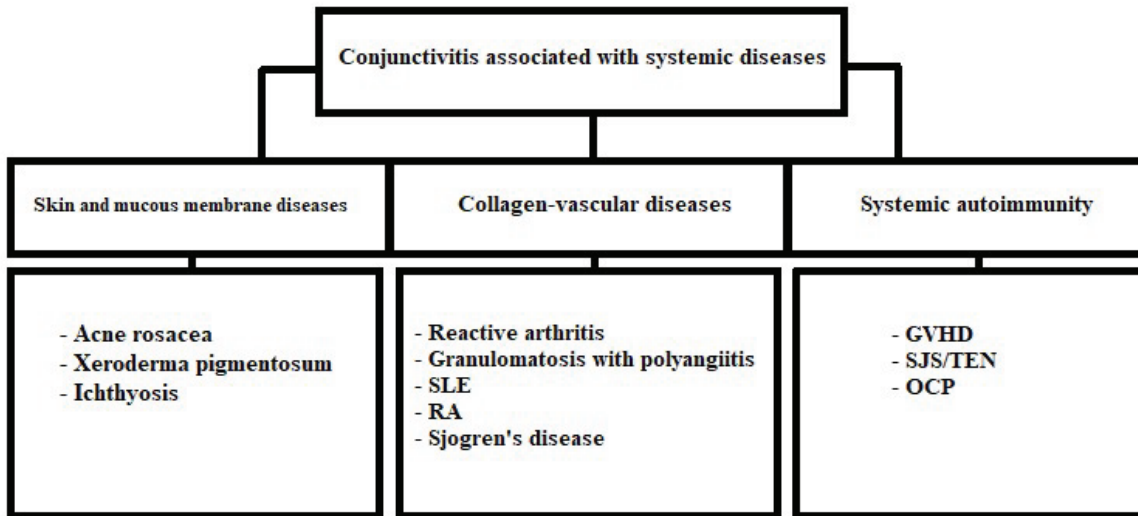 Conjunctivitis associated with systemic diseases
Skin and mucous membrane diseases
Collagen-vascular diseases
Systemic autoimmunity
- Acne rosacea
- Xeroderma pigmentosum
- Ichthyosis
- Reactive arthritis
- Granulomatosis with polyangiitis
- SLE
- RA
- Sjogren's disease
- GVHD
- SJS/TEN
- OCP